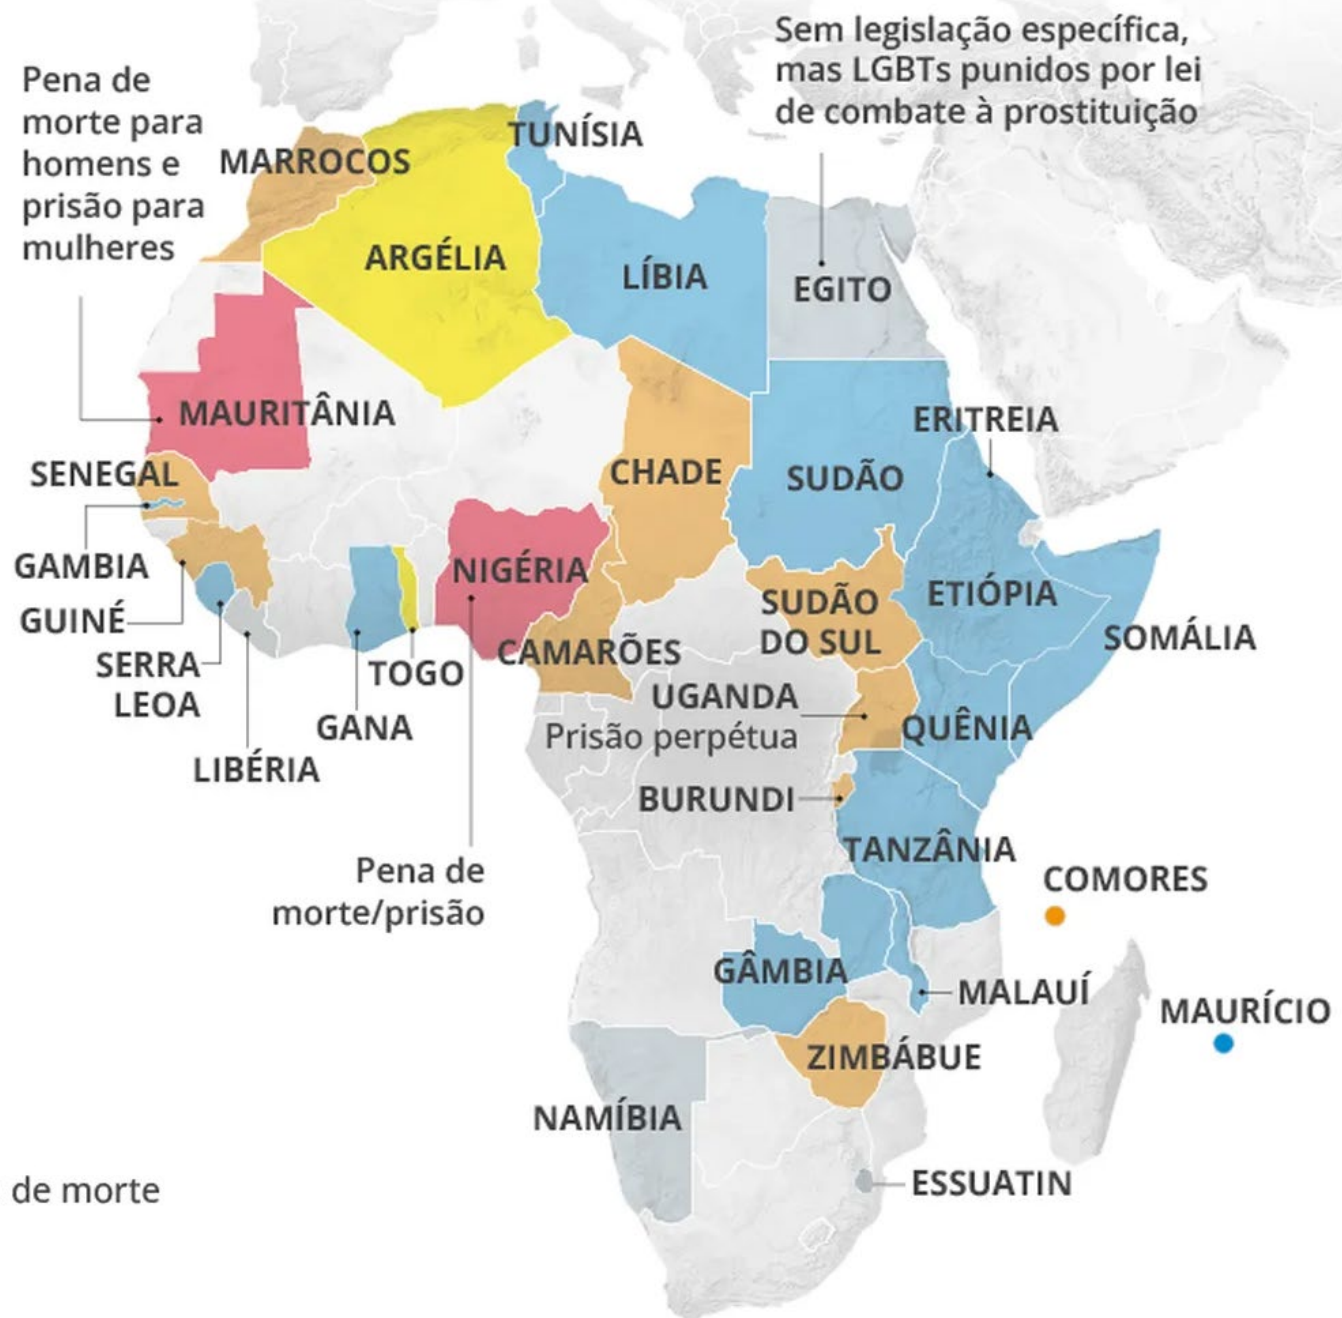 Sem legislação específica,
mas LGBTs punidos por lei
de combate à prostituição
Pena de
morte para
homens e
prisão para
mulheres
MARROCOS
TUNÍSIA
ARGÉLIA
LÍBIA
EGITO
MAURITÂNIA
ERITREIA
SENEGAL
CHADE
SUDÃO
GAMBIA
NIGÉRIA
ETIÓPIA
GUINÉ
SUDÃO
DO SUL
SOMÁLIA
SERRA
LEOA
TOGO
CAMARÕES
GANA
UGANDA
Prisão perpétua
QUÊNIA
LIBÉRIA
BURUNDI
TANZÂNIA
Pena de
morte/prisão
COMORES
GÂMBIA
MALAUÍ
MAURÍCIO
ZIMBÁBUE
NAMÍBIA
ESSUATIN
de morte